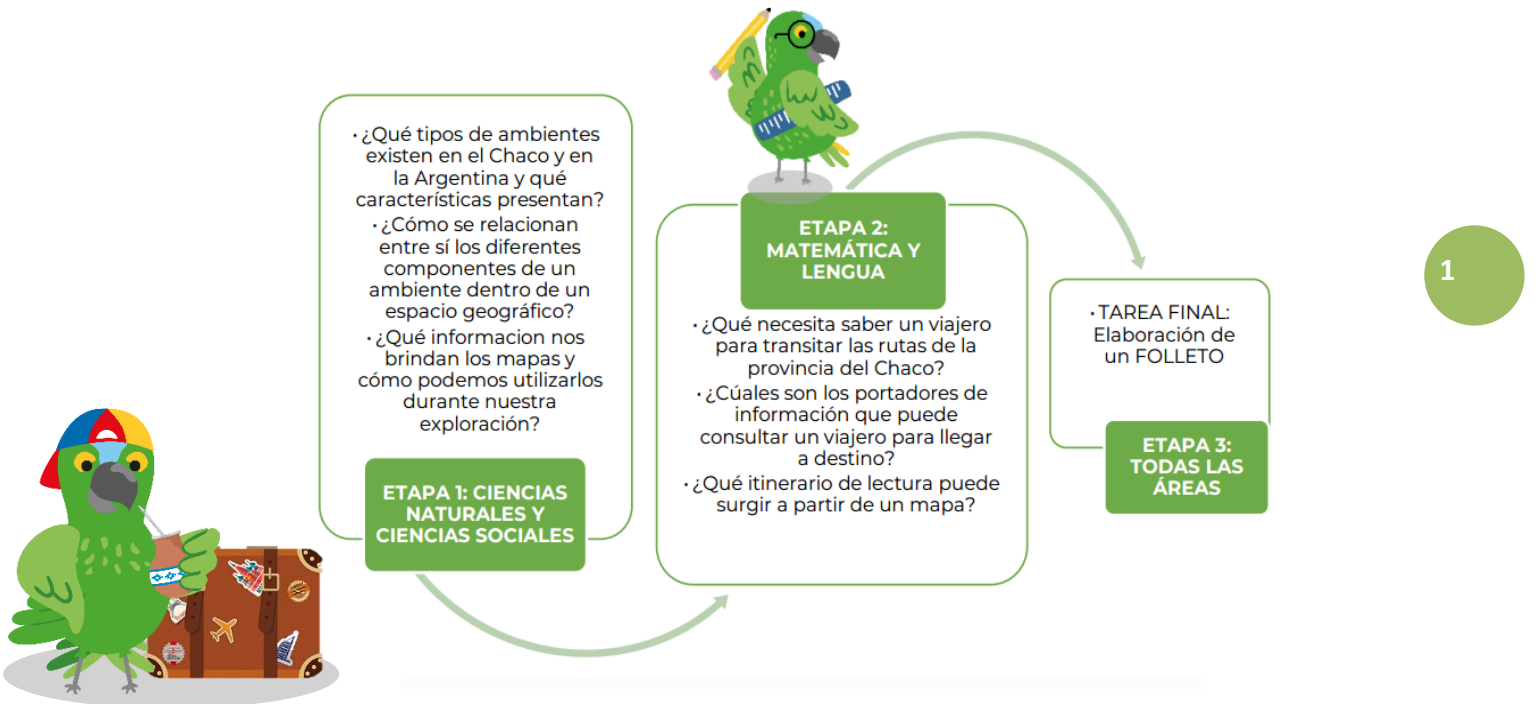 · ¿Qué tipos de ambientes
existen en el Chaco y en
la Argentina y qué
características presentan?
· ¿Cómo se relacionan
entre sí los diferentes
componentes de un
ambiente dentro de un
espacio geográfico?
· ¿Qué informacion nos
brindan los mapas y
cómo podemos utilizarlos
durante nuestra
exploración?
ETAPA 1: CIENCIAS
NATURALES Y
CIENCIAS SOCIALES
ETAPA 2:
MATEMÁTICA Y
LENGUA
· ¿Qué necesita saber un viajero
para transitar las rutas de la
provincia del Chaco?
· ¿Cúales son los portadores de
información que puede
consultar un viajero para llegar
a destino?
· ¿Qué itinerario de lectura puede
surgir a partir de un mapa?
· TAREA FINAL:
Elaboración de
un FOLLETO
ETAPA 3:
TODAS LAS
ÁREAS
1